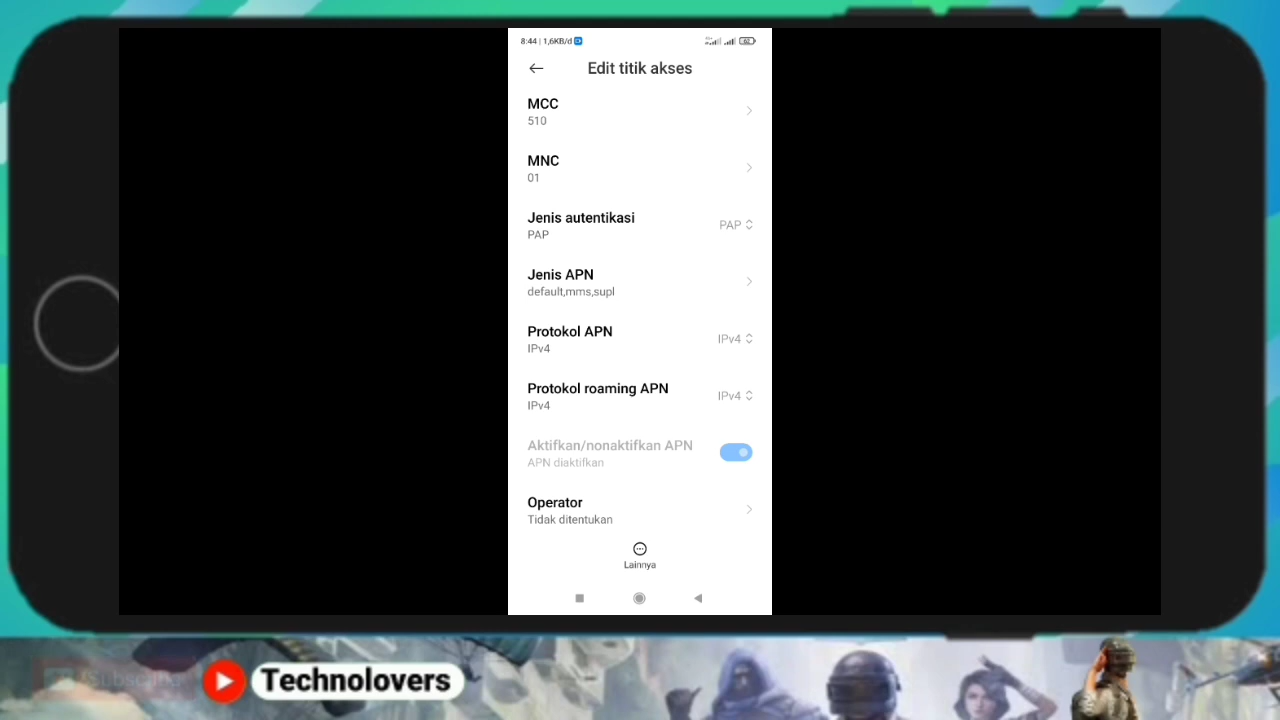 8:44 | 1,6KB/d
62
Edit titik akses
MCC
510
MNC
01
Jenis autentikasi
PAP
PAP
Jenis APN
default,mms,supl
Protokol APN
IPv4
IPv4
Protokol roaming APN
IPv4
IPv4
Aktifkan/nonaktifkan APN
APN diaktifkan
Operator
Tidak ditentukan
Lainnya
Technolovers